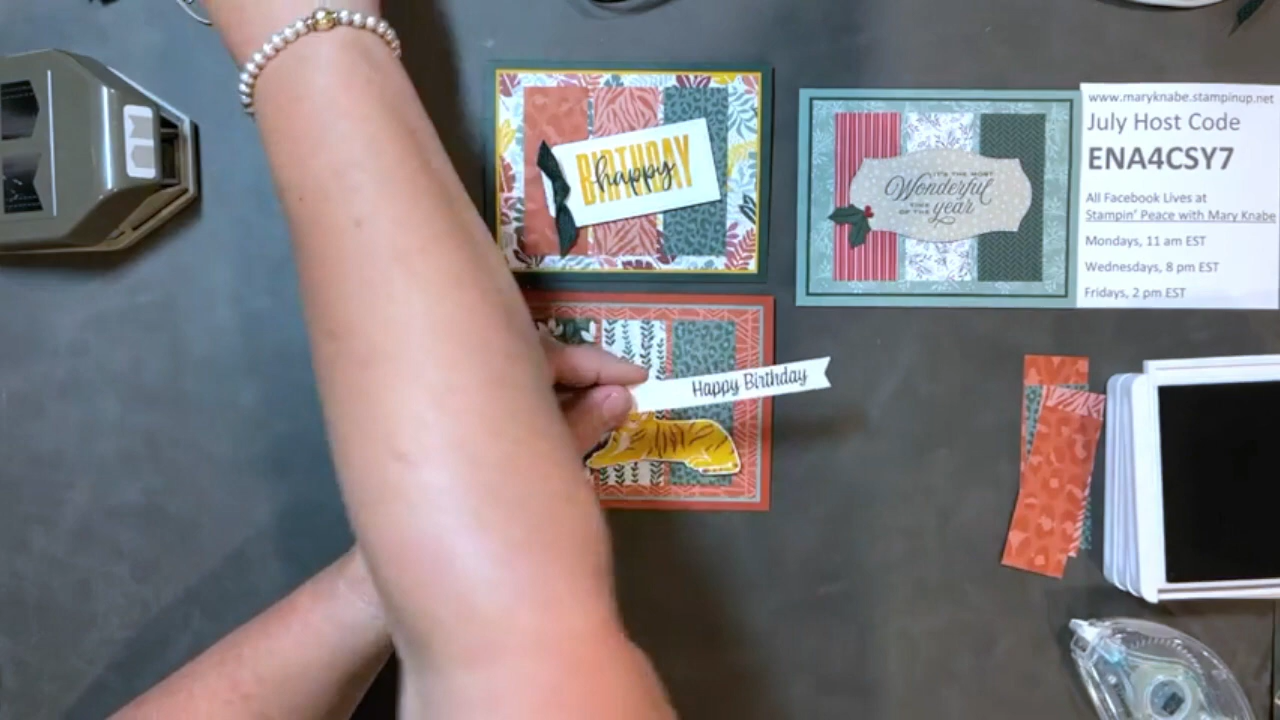 BIRTHDAY
happy
IT'S THE MOST
Wonderful
TIME
OF THE year
www.maryknabe.stampinup.net
July Host Code
ENA4CSY7
All Facebook Lives at
Stampin' Peace with Mary Knabe
Mondays, 11 am EST
Wednesdays, 8 pm EST
Fridays, 2 pm EST
Happy Birthday